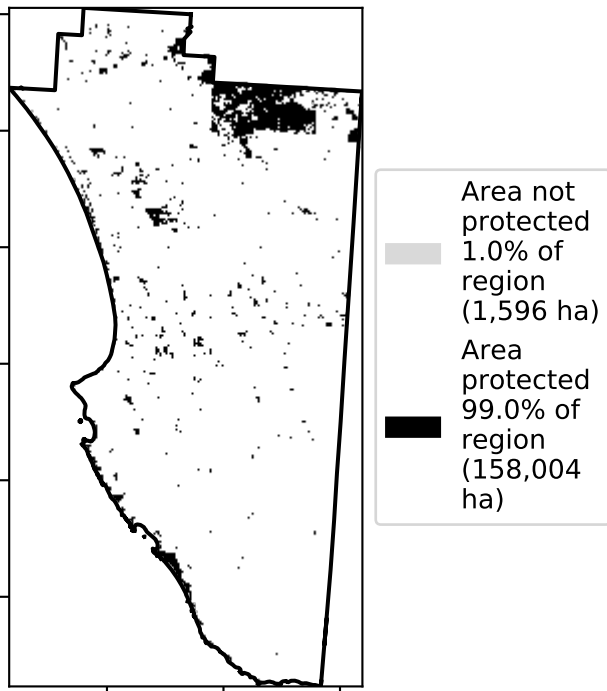 Area not
protected
1.0% of
region
(1,596 ha)
Area
protected
99.0% of
region
(158,004
ha)